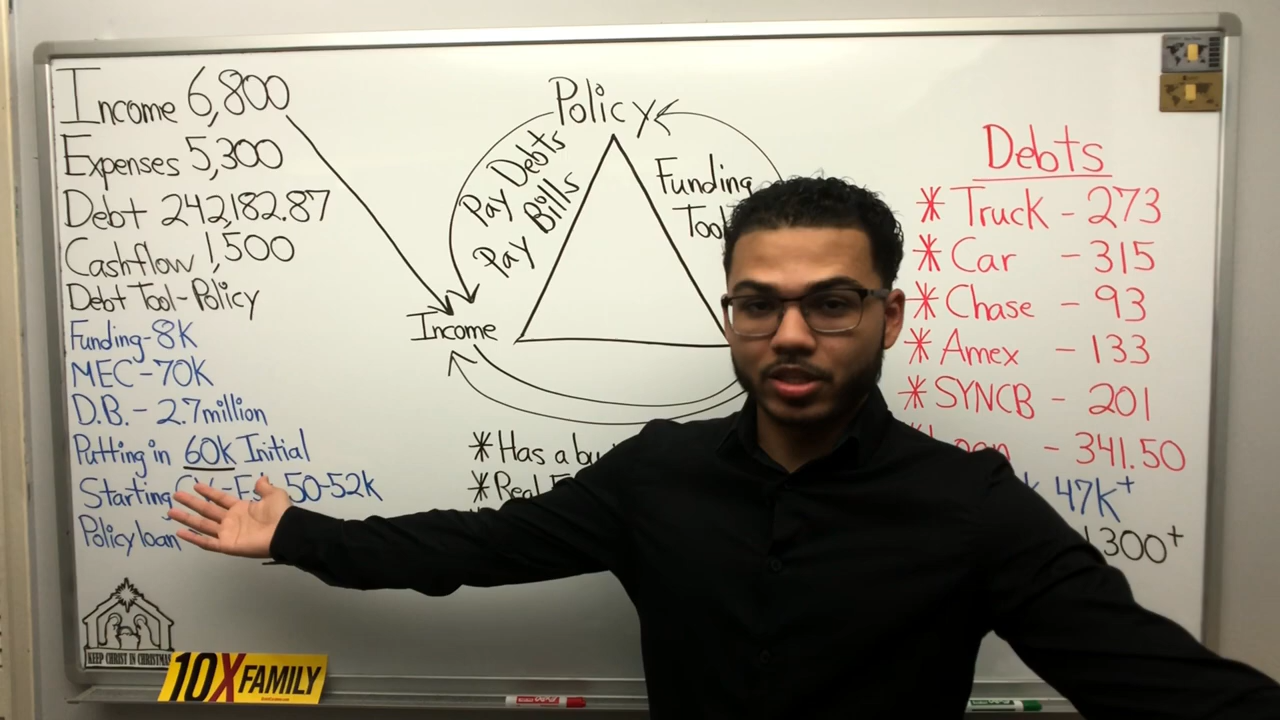 Income 6,800
Expenses 5,300
Debt 242,182.87
Cashflow 1,500
Debt Tool-Policy
Funding-8K
MEC-70K
D.B.-2.7million
Putting in 60K Initial
Starting 50-52K
Policy loan
KEEP CHRIST IN CHRISTMAS
10X FAMILY
Policy
Pay Debts
Pay Bills
Funding
Income
*Has a
Debts
*Truck-273
*Car-315
*Chase-93
*Amex-133
*SYNCB-201
-341.50
47K+
300+